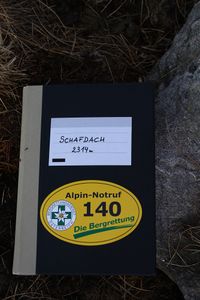 SCHAFDACH
2314m
Alpin-Notruf
140
Die Bergrettung